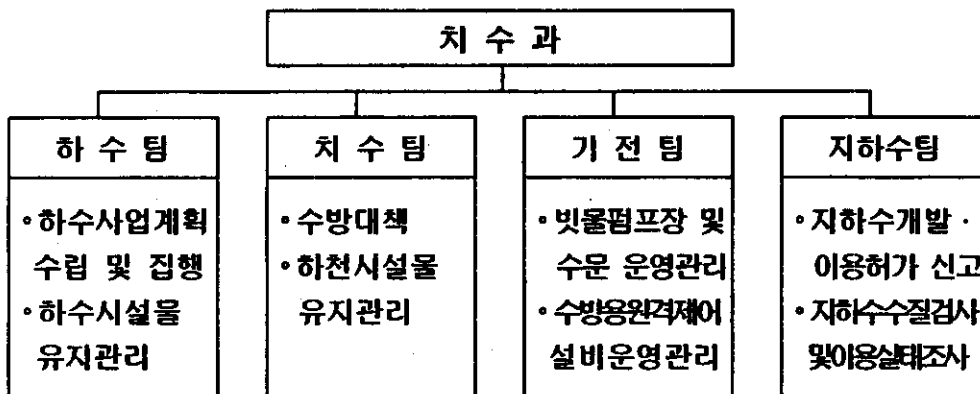 치 수 과
하 수 팀
◦하수사업계획
수립 및 집행
◦하수시설물
유지관리
치 수 팀
◦수방대책
◦하천시설물
유지관리
기 전 팀
◦빗물펌프장 및
수문 운영관리
◦수방용원격제어
설비운영관리
지하수팀
◦지하수개발 ·
이용허가 신고
◦지하수수질검사
및이용실태조사